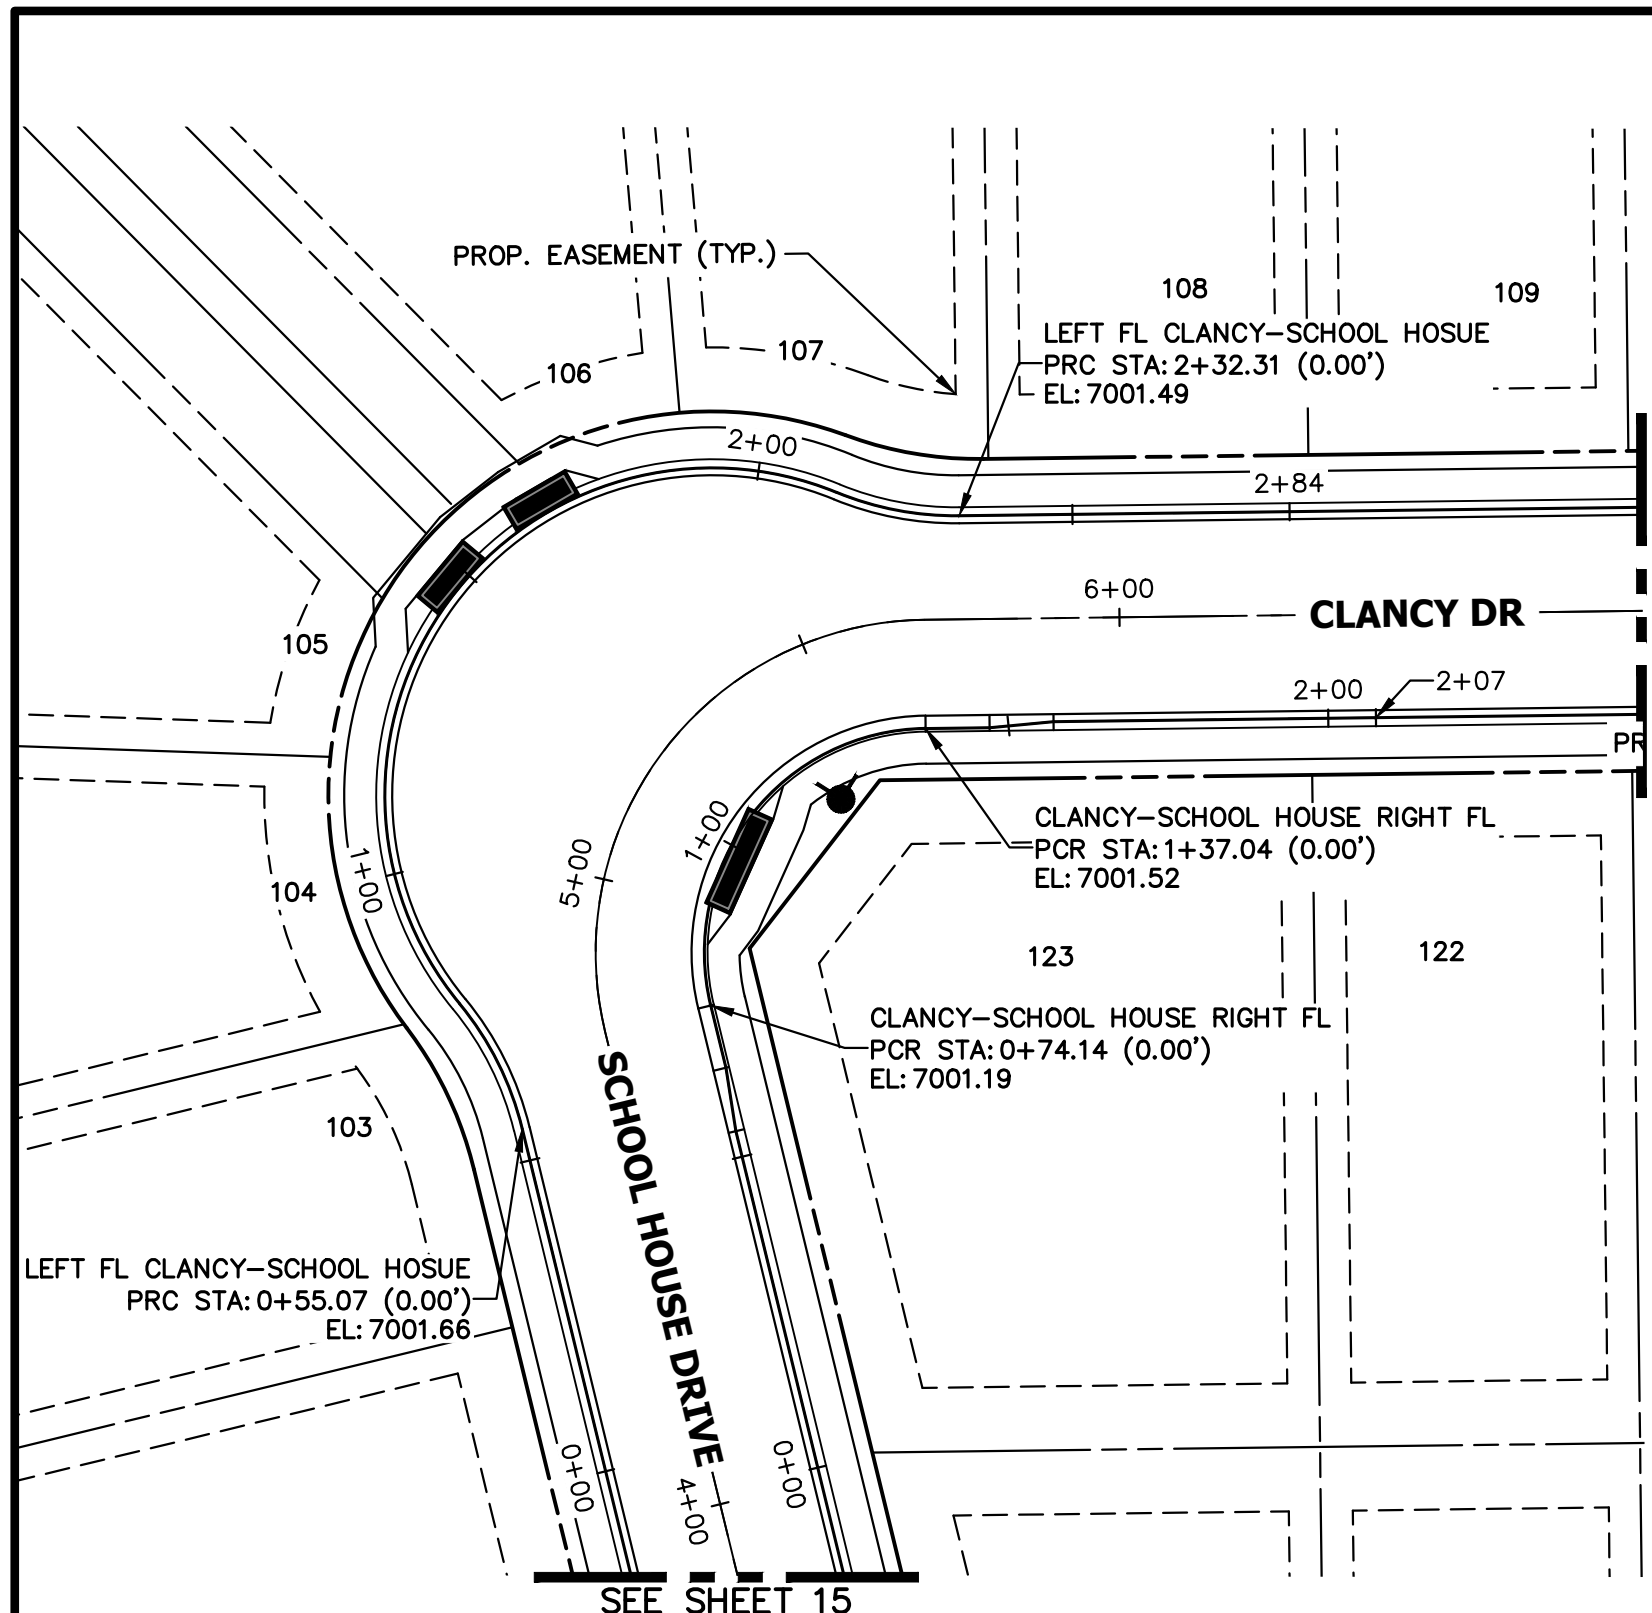 PROP. EASEMENT (TYP.)
108
109
LEFT FL CLANCY-SCHOOL HOSUE
PRC STA: 2+32.31 (0.00')
EL: 7001.49
106
107
2+00
2+84
6+00
CLANCY DR
105
2+00
2+07
PR
CLANCY-SCHOOL HOUSE RIGHT FL
PCR STA: 1+37.04 (0.00')
EL: 7001.52
1+00
5+00
1+00
104
123
122
CLANCY-SCHOOL HOUSE RIGHT FL
PCR STA: 0+74.14 (0.00')
EL: 7001.19
SCHOOL HOUSE DRIVE
103
LEFT FL CLANCY-SCHOOL HOSUE
PRC STA: 0+55.07 (0.00')
EL: 7001.66
0+00
4+00
0+00
SEE SHEET 15